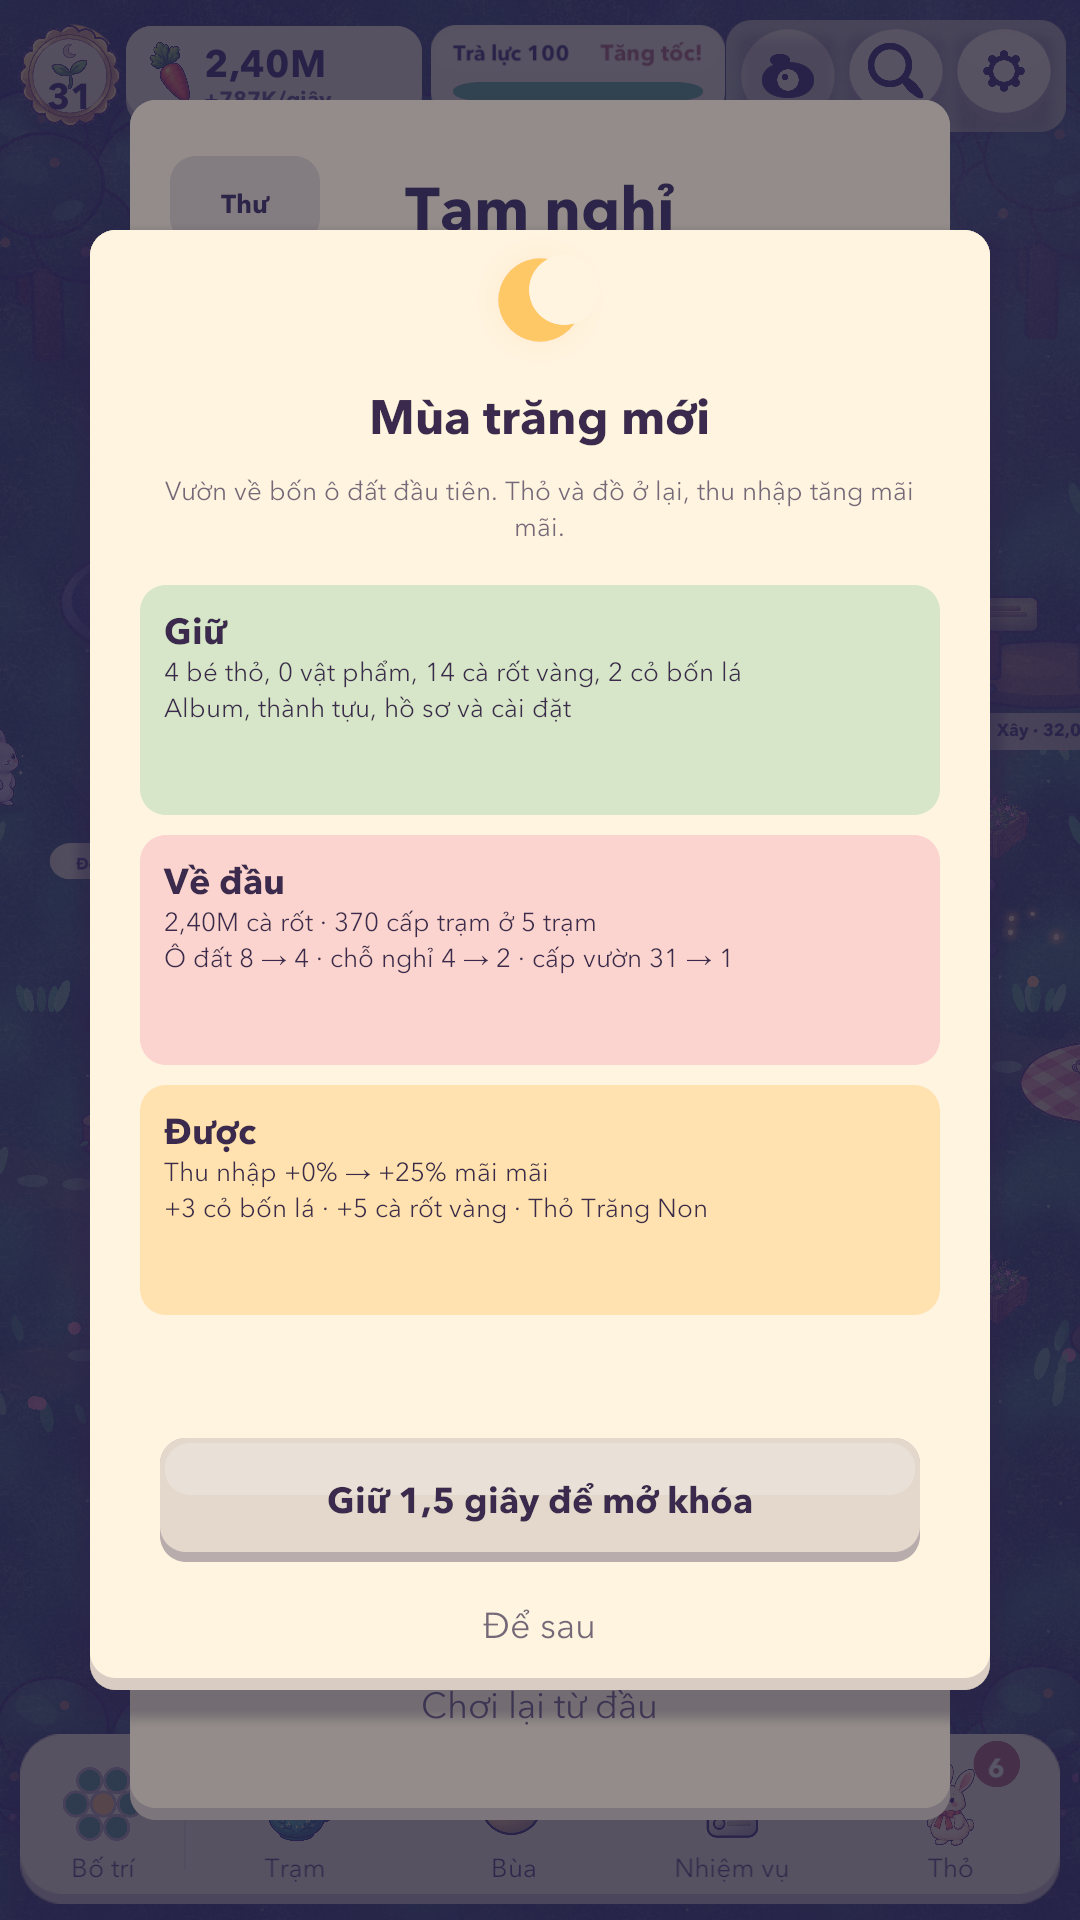 31
2,40M
+787K/giây
Trà lực 100
Tăng tốc!
Thư
Tạm nghỉ
Mùa trăng mới
Vườn về bốn ô đất đầu tiên. Thỏ và đồ ở lại, thu nhập tăng mãi
mãi.
Giữ
4 bé thỏ, 0 vật phẩm, 14 cà rốt vàng, 2 cỏ bốn lá
Album, thành tựu, hồ sơ và cài đặt
Xây · 32,0
Về đầu
2,40M cà rốt · 370 cấp trạm ở 5 trạm
Ô đất 8 → 4 · chỗ nghỉ 4 → 2 · cấp vườn 31 → 1
Được
Thu nhập +0% → +25% mãi mãi
+3 cỏ bốn lá · +5 cà rốt vàng · Thỏ Trăng Non
Giữ 1,5 giây để mở khóa
Để sau
Chơi lại từ đầu
6
Bố trí
Trạm
Bùa
Nhiệm vụ
Thỏ